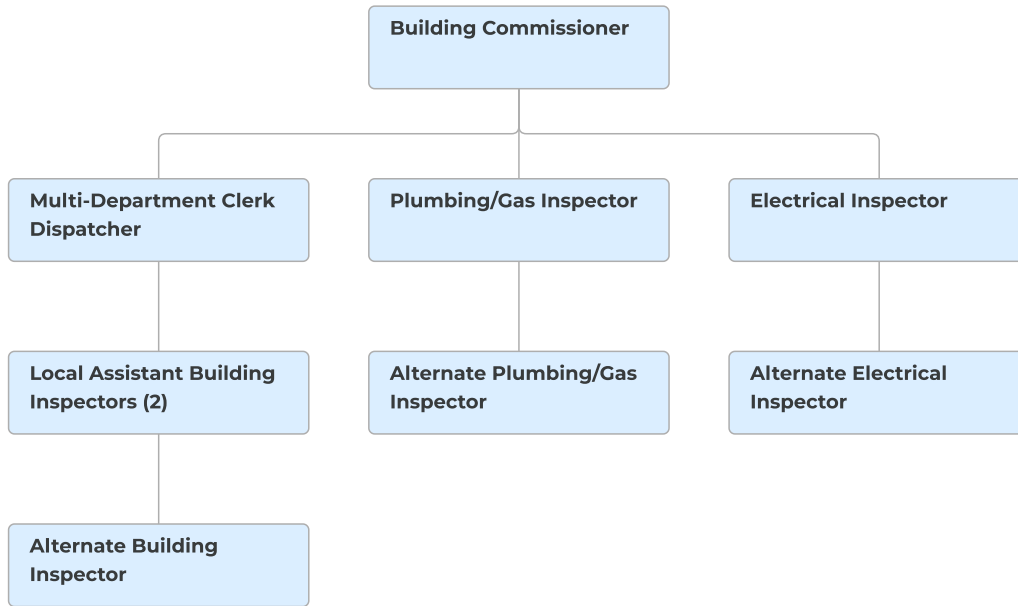 Building Commissioner
Multi-Department Clerk
Dispatcher
Plumbing/Gas Inspector
Electrical Inspector
Local Assistant Building
Inspectors (2)
Alternate Plumbing/Gas
Inspector
Alternate Electrical
Inspector
Alternate Building
Inspector